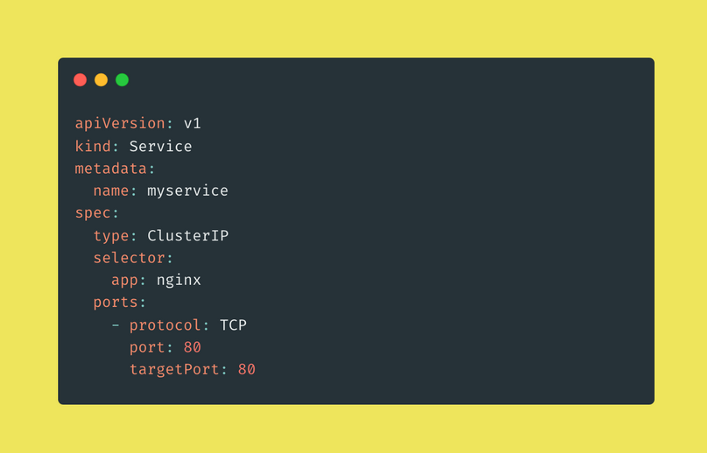 apiVersion: v1
kind: Service
metadata:
  name: myservice
spec:
  type: ClusterIP
  selector:
    app: nginx
  ports:
    - protocol: TCP
      port: 80
      targetPort: 80